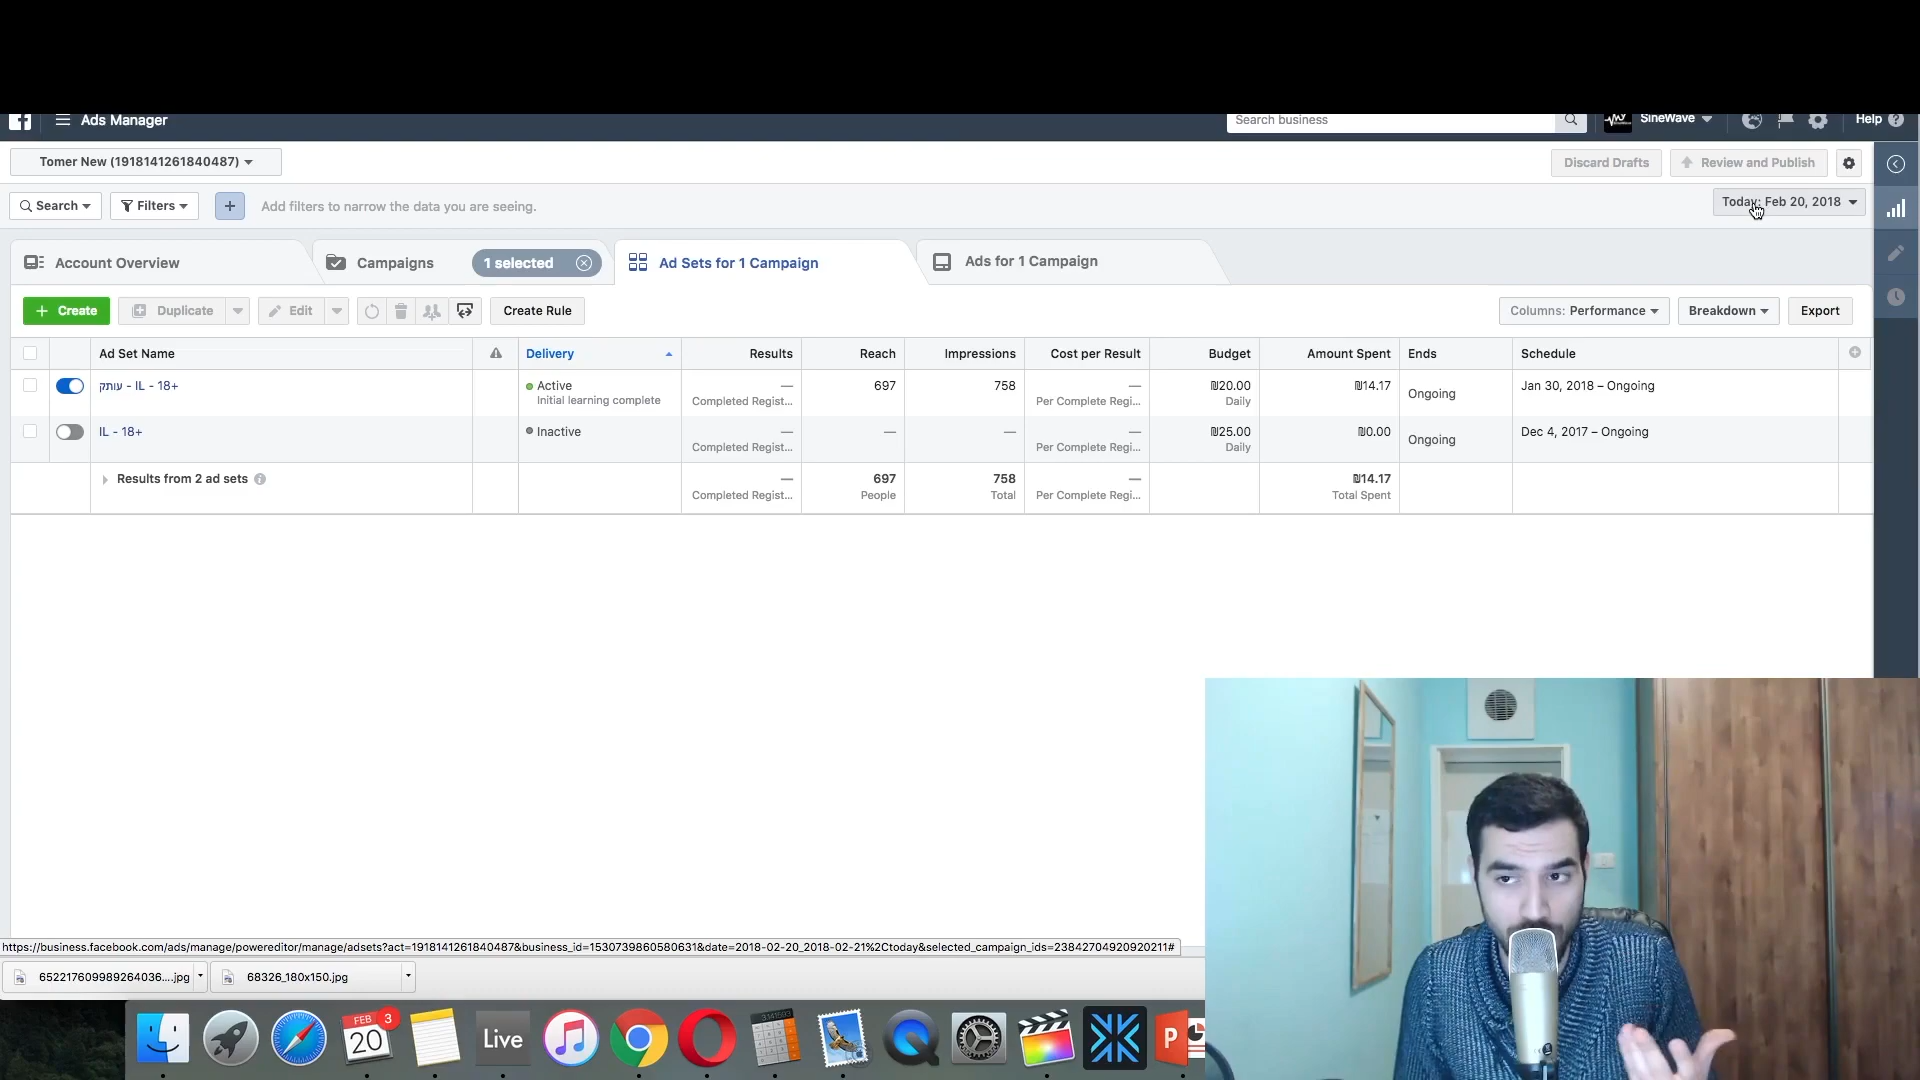 Ads Manager
Search business
SineWave
Help
Tomer New (1918141261840487)
Discard Drafts
Review and Publish
Search
Filters
Add filters to narrow the data you are seeing.
Today: Feb 20, 2018
Account Overview
Campaigns
1 selected
Ad Sets for 1 Campaign
Ads for 1 Campaign
+ Create
Duplicate
Edit
Create Rule
Columns: Performance
Breakdown
Export
Ad Set Name
Delivery
Results
Reach
Impressions
Cost per Result
Budget
Amount Spent
Ends
Schedule
עותק - IL - 18+
Active
Initial learning complete
—
Completed Regist...
697
758
—
Per Complete Regi...
₪20.00
Daily
₪14.17
Ongoing
Jan 30, 2018 – Ongoing
IL - 18+
Inactive
—
Completed Regist...
—
—
—
Per Complete Regi...
₪25.00
Daily
₪0.00
Ongoing
Dec 4, 2017 – Ongoing
Results from 2 ad sets
—
Completed Regist...
697
People
758
Total
—
Per Complete Regi...
₪14.17
Total Spent
https://business.facebook.com/ads/manage/powereditor/manage/adsets?act=1918141261840487&business_id=1530739860580631&date=2018-02-20_2018-02-21%2Ctoday&selected_campaign_ids=23842704920920211#
652217609989264036....jpg
68326_180x150.jpg
FEB
3
20
Live
P